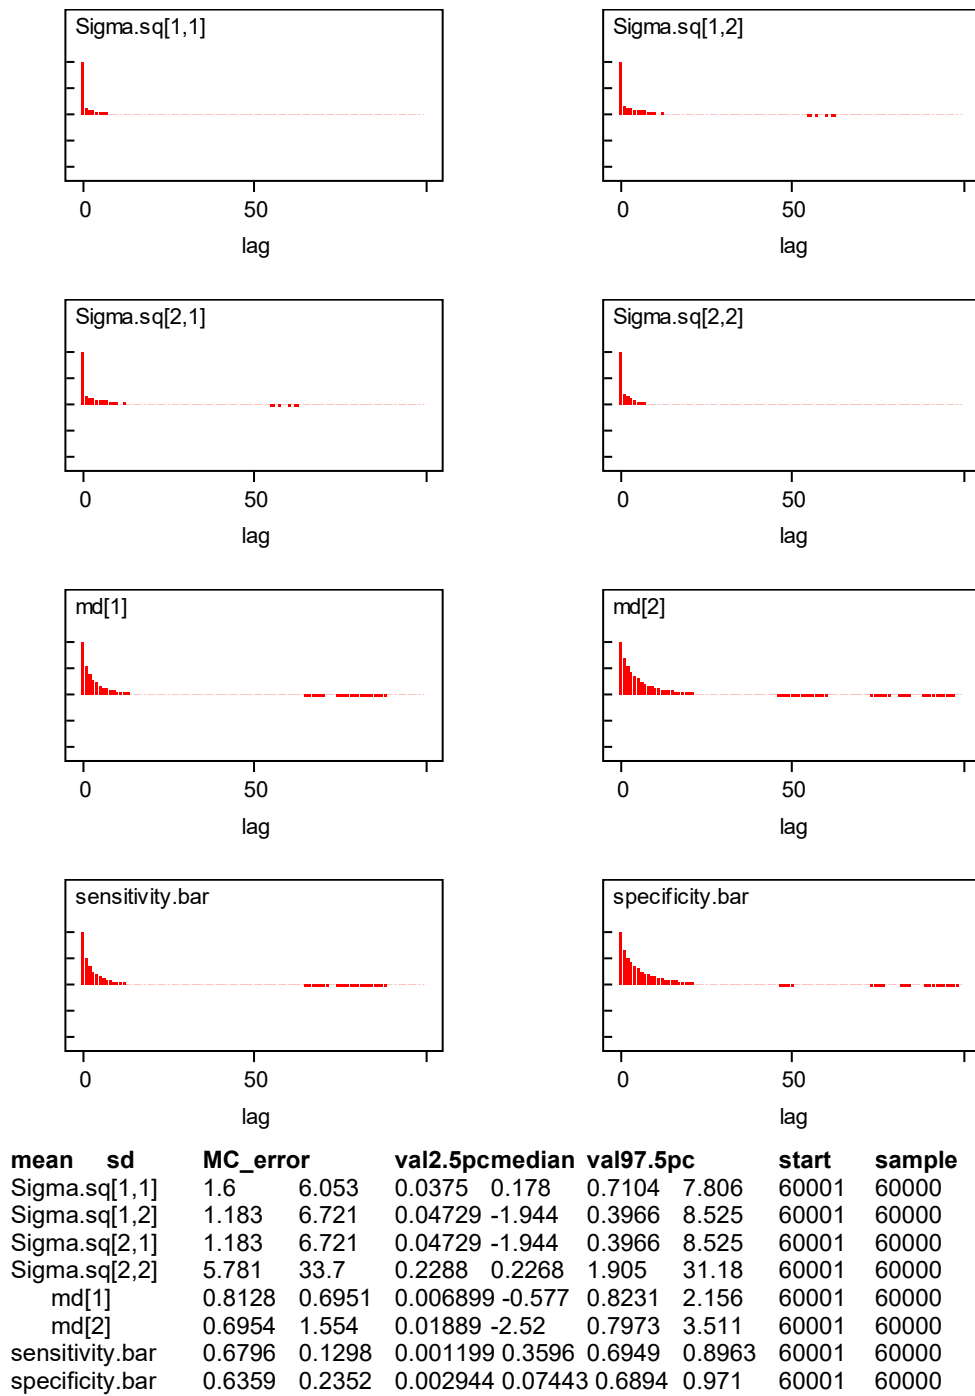 Sigma.sq[1,1] Sigma.sq[1,2]
0 50 0 50
lag lag
Sigma.sq[2,1] Sigma.sq[2,2]
0 50 0 50
lag lag
md[1] md[2]
0 50 0 50
lag lag
sensitivity.bar specificity.bar
0 50 0 50
lag lag
mean sd MC_error val2.5pcmedian val97.5pc start sample
Sigma.sq[1,1] 1.6 6.053 0.0375 0.178 0.7104 7.806 60001 60000
Sigma.sq[1,2] 1.183 6.721 0.04729 -1.944 0.3966 8.525 60001 60000
Sigma.sq[2,1] 1.183 6.721 0.04729 -1.944 0.3966 8.525 60001 60000
Sigma.sq[2,2] 5.781 33.7 0.2288 0.2268 1.905 31.18 60001 60000
md[1] 0.8128 0.6951 0.006899 -0.577 0.8231 2.156 60001 60000
md[2] 0.6954 1.554 0.01889 -2.52 0.7973 3.511 60001 60000
sensitivity.bar 0.6796 0.1298 0.001199 0.3596 0.6949 0.8963 60001 60000
specificity.bar 0.6359 0.2352 0.002944 0.07443 0.6894 0.971 60001 60000